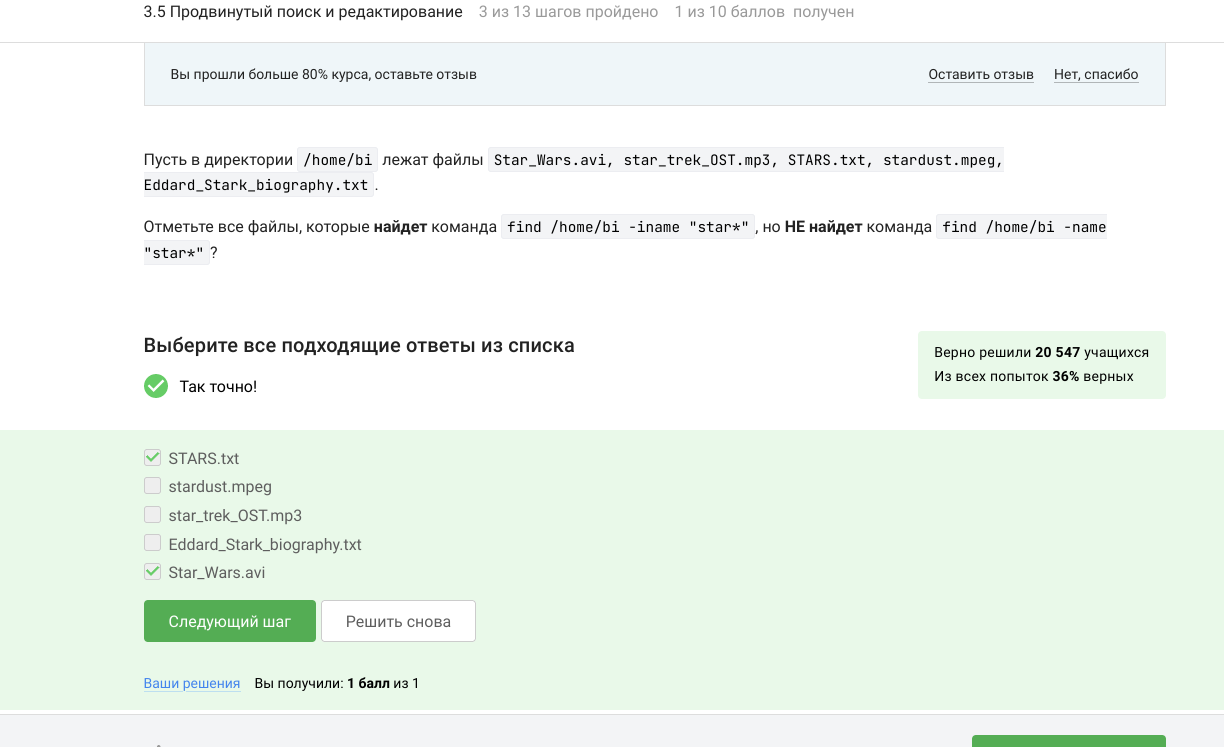 3.5 Продвинутый поиск и редактирование 3 из 13 шагов пройдено 1 из 10 баллов получен
Вы прошли больше 80% курса, оставьте отзыв Оставить отзыв Нет, спасибо
Пусть в директории /home/bi лежат файлы Star_Wars.avi, star_trek_OST.mp3, STARS.txt, stardust.mpeg,
Eddard_Stark_biography.txt.
Отметьте все файлы, которые найдет команда find /home/bi -iname "star*", но НЕ найдет команда find /home/bi -name
"star*"?
Выберите все подходящие ответы из списка
Верно решили 20 547 учащихся
Из всех попыток 36% верных
Так точно!
STARS.txt
stardust.mpeg
star_trek_OST.mp3
Eddard_Stark_biography.txt
Star_Wars.avi
Следующий шаг Решить снова
Ваши решения Вы получили: 1 балл из 1